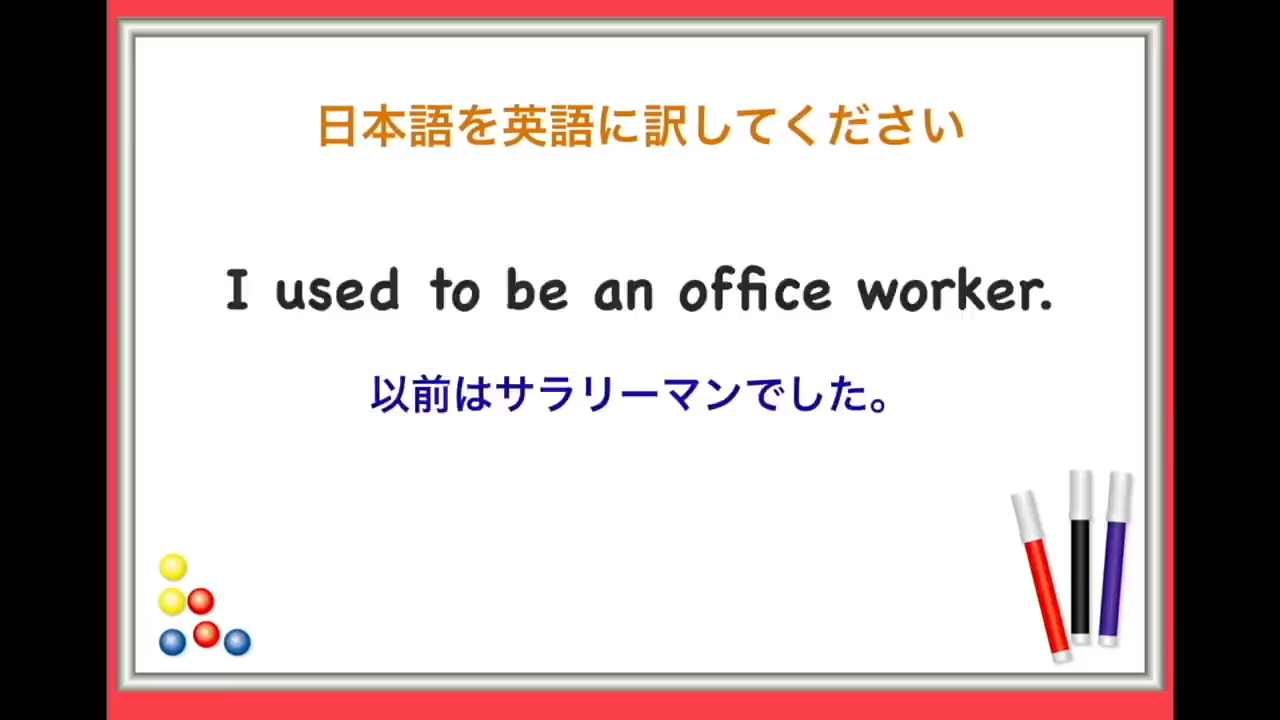 日本語を英語に訳してください
I used to be an office worker.
以前はサラリーマンでした。